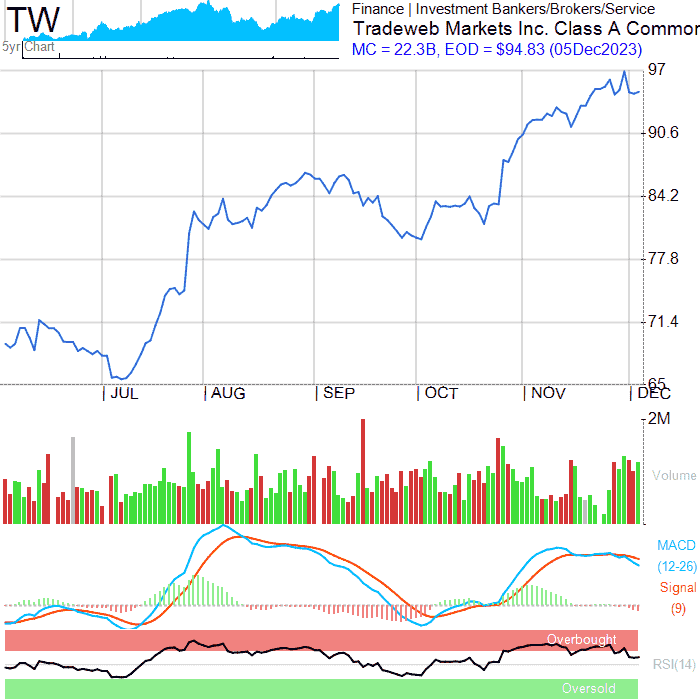 TW
5yr Chart
Finance | Investment Bankers/Brokers/Service
Tradeweb Markets Inc. Class A Common
MC = 22.3B, EOD = $94.83 (05Dec2023)
97
90.6
84.2
77.8
71.4
65
JUL AUG SEP OCT NOV DEC
2M
Volume
MACD
(12-26)
Signal
(9)
Overbought
RSI(14)
Oversold